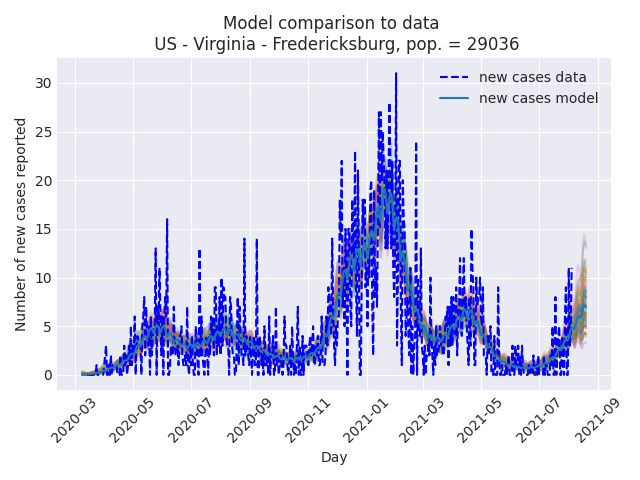 Model comparison to data
US - Virginia - Fredericksburg, pop. = 29036
new cases data
new cases model
Number of new cases reported
30
25
20
15
10
5
0
2020-03
2020-05
2020-07
2020-09
2020-11
2021-01
2021-03
2021-05
2021-07
2021-09
Day